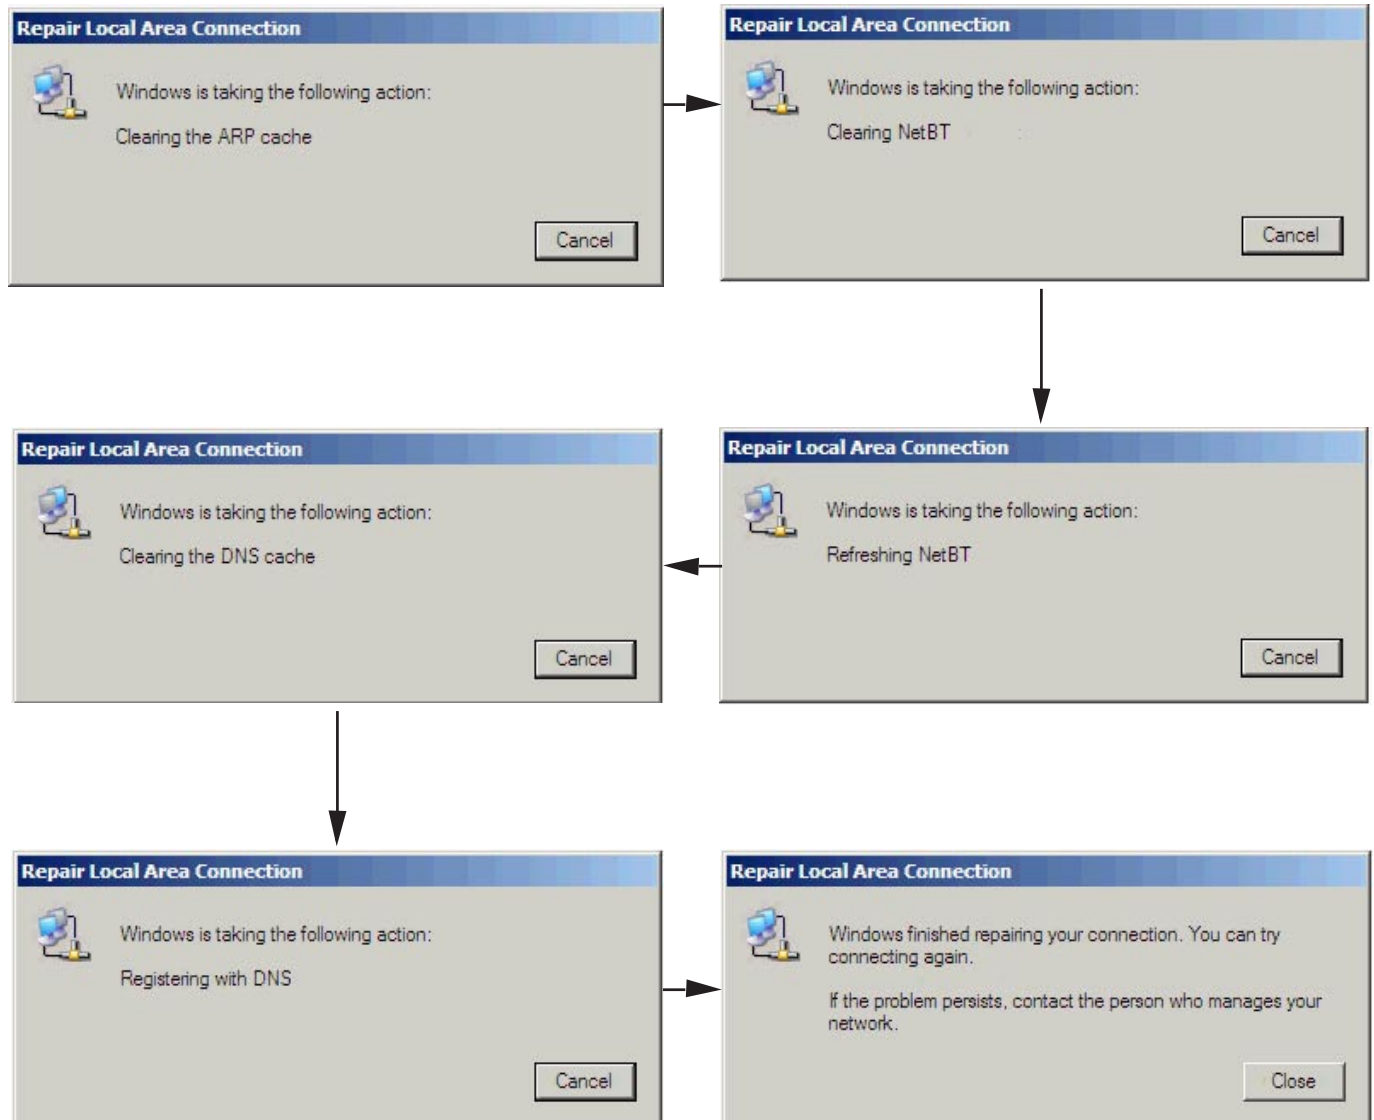 Repair Local Area Connection
Windows is taking the following action:
Clearing the ARP cache
Cancel
Repair Local Area Connection
Windows is taking the following action:
Clearing NetBT
Cancel
Repair Local Area Connection
Windows is taking the following action:
Refreshing NetBT
Cancel
Repair Local Area Connection
Windows is taking the following action:
Clearing the DNS cache
Cancel
Repair Local Area Connection
Windows is taking the following action:
Registering with DNS
Cancel
Repair Local Area Connection
Windows finished repairing your connection. You can try
connecting again.
If the problem persists, contact the person who manages your
network.
Close